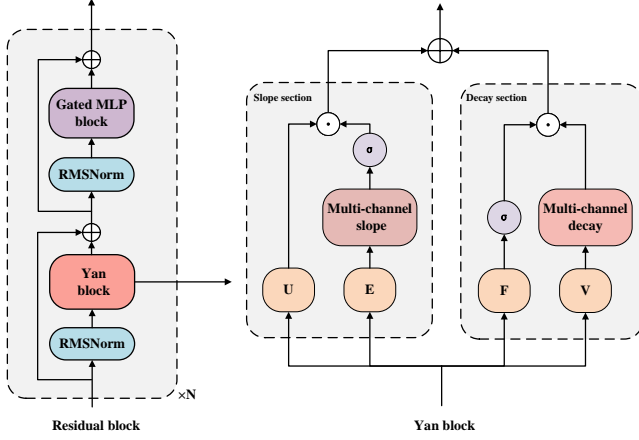 Gated MLP
block
RMSNorm
Yan
block
RMSNorm
×N
Residual block
Slope section
σ
Multi-channel
slope
U
E
Decay section
σ
Multi-channel
decay
F
V
Yan block